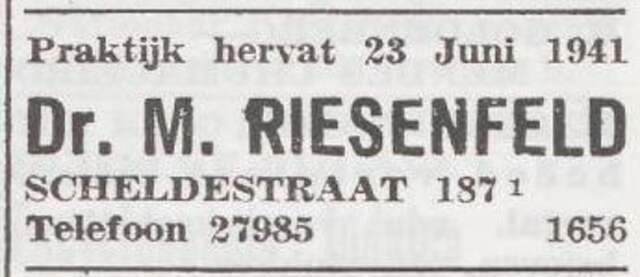 Praktijk hervat 23 Juni 1941
Dr. M. RIESENFELD
SCHELDESTRAAT 187 1
Telefoon 27985 1656